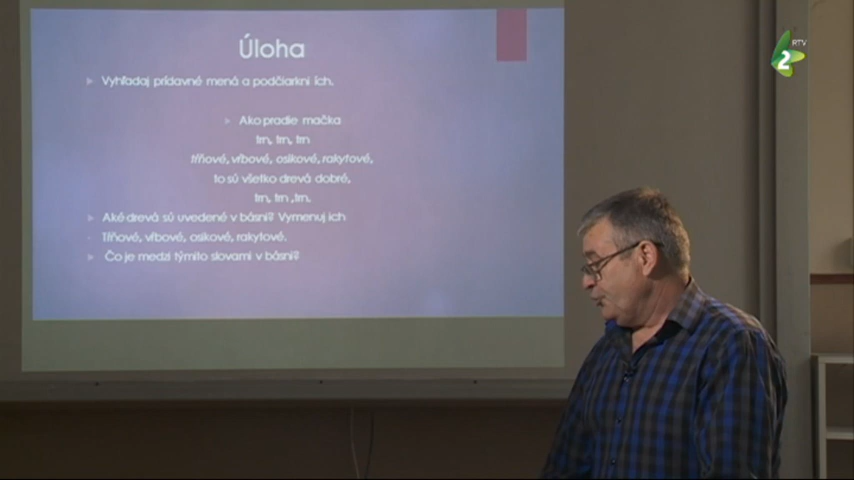 RTV
2
Úloha
Vyhľadaj prídavné mená a podčiarkni ich.
Ako pradie mačka
trn, trn, trn
tŕňové, vŕbové, osikové, rakytové,
to sú všetko drevá dobré,
trn, trn ,trn.
Aké drevá sú uvedené v básni? Vymenuj ich
- Tŕňové, vŕbové, osikové, rakytové.
Čo je medzi týmito slovami v básni?